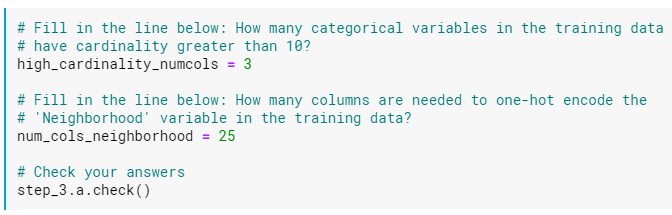 # Fill in the line below: How many categorical variables in the training data
# have cardinality greater than 10?
high_cardinality_numcols = 3
# Fill in the line below: How many columns are needed to one-hot encode the
# 'Neighborhood' variable in the training data?
num_cols_neighborhood = 25
# Check your answers
step_3.a.check()